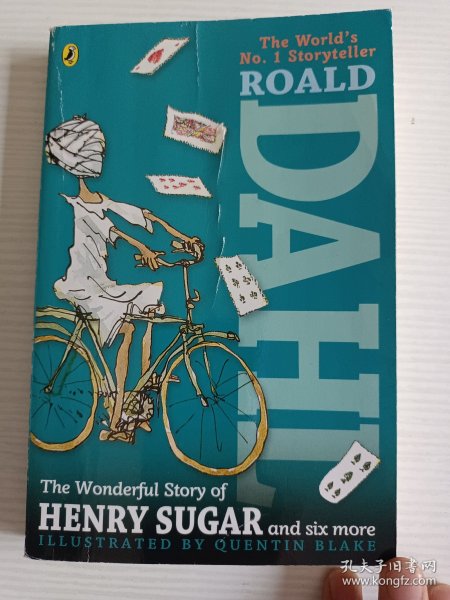 The World's
No. 1 Storyteller
ROALD
DAHL
The Wonderful Story of
HENRY SUGAR and six more
ILLUSTRATED BY QUENTIN BLAKE
孔夫子旧书网
www.kongfz.com